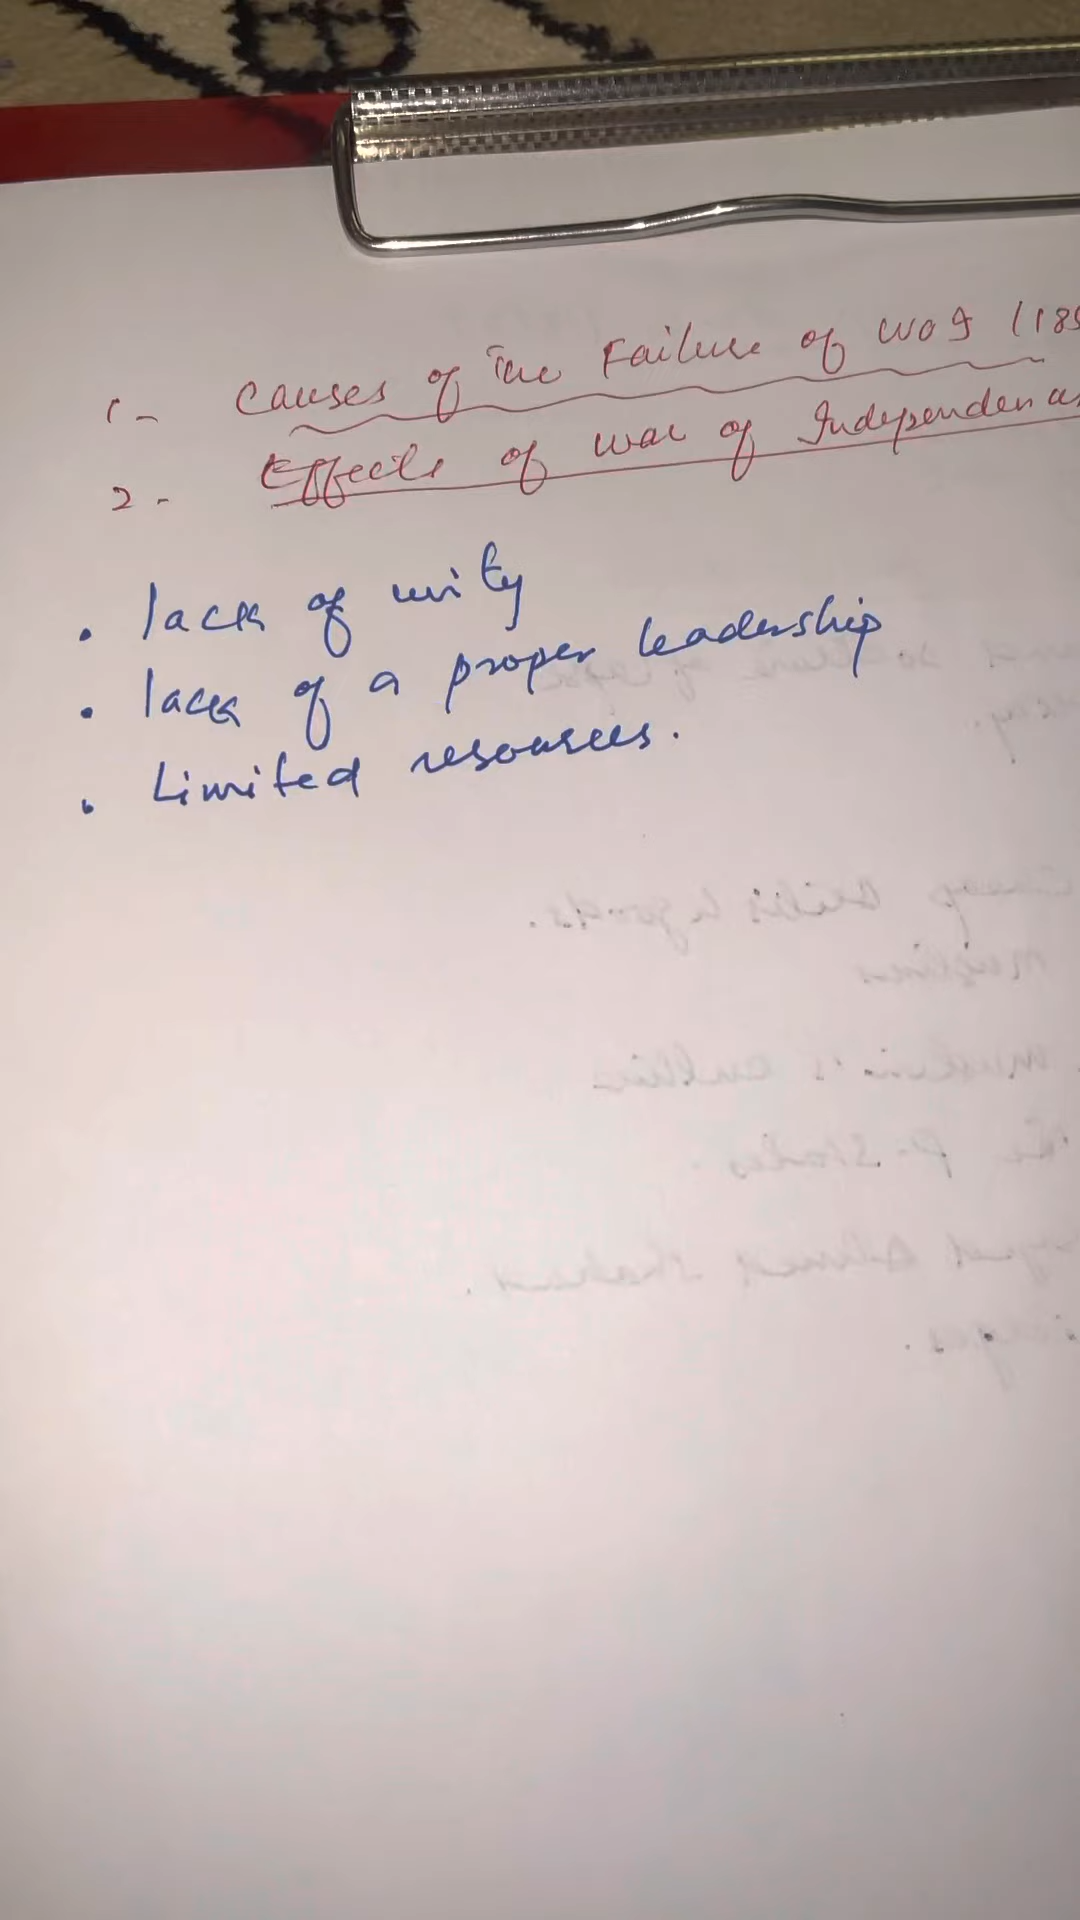 1- Causes of the Failure of WOI (185
2- Effects of War of Independence
• lack of unity
• lack of a proper leadership
• Limited resources.